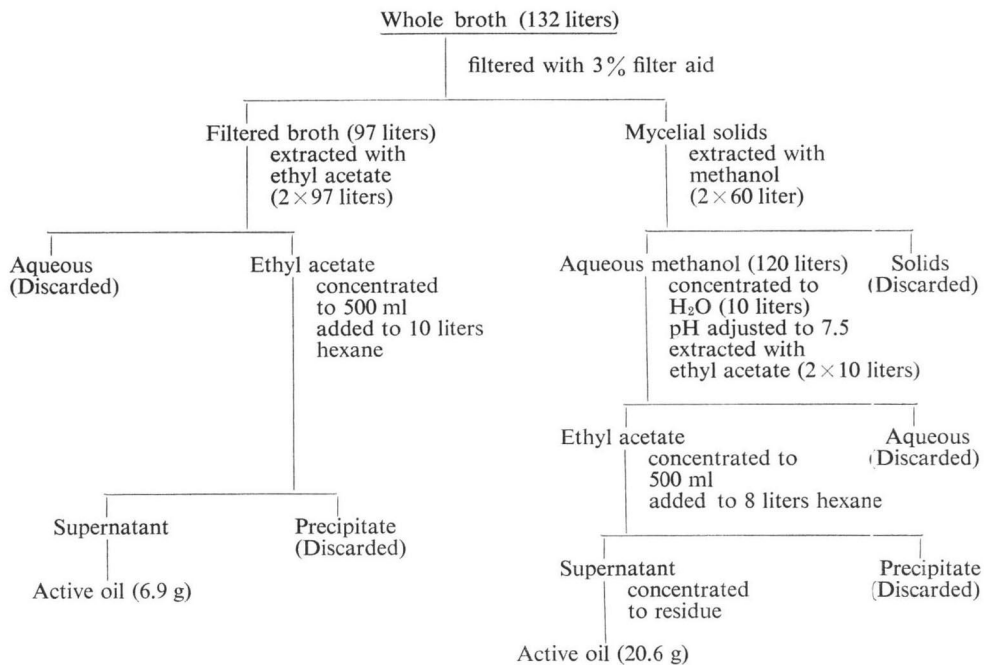 Whole broth (132 liters)
filtered with 3% filter aid
Filtered broth (97 liters)
extracted with
ethyl acetate
(2×97 liters)
Mycelial solids
extracted with
methanol
(2×60 liter)
Aqueous
(Discarded)
Ethyl acetate
concentrated
to 500 ml
added to 10 liters
hexane
Aqueous methanol (120 liters)
concentrated to
H₂O (10 liters)
pH adjusted to 7.5
extracted with
ethyl acetate (2×10 liters)
Solids
(Discarded)
Ethyl acetate
concentrated to
500 ml
added to 8 liters hexane
Aqueous
(Discarded)
Supernatant
Precipitate
(Discarded)
Active oil (6.9 g)
Supernatant
concentrated
to residue
Precipitate
(Discarded)
Active oil (20.6 g)